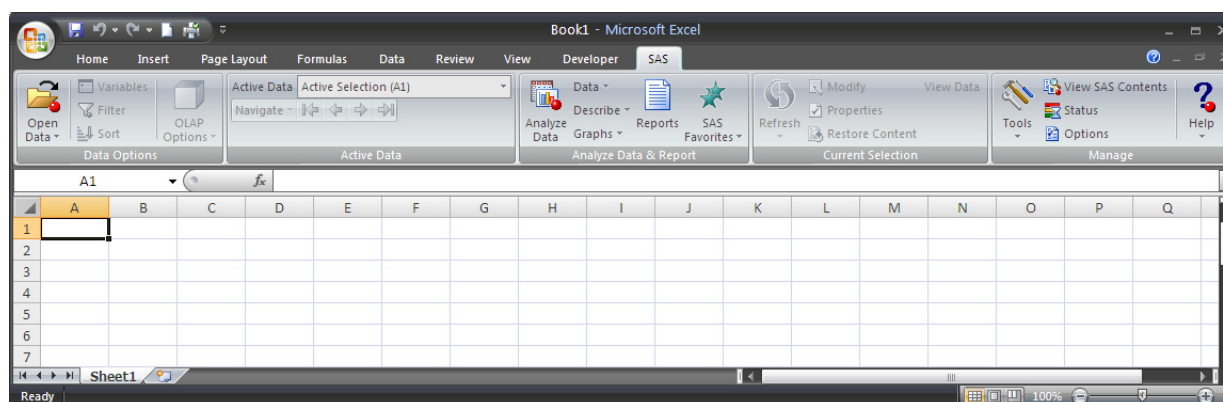 Book1 - Microsoft Excel
Home Insert Page Layout Formulas Data Review View Developer SAS
Variables Active Data Active Selection (A1) Data Modify View Data View SAS Contents
Filter Navigate Describe Properties Status
Open Data Sort OLAP Options Analyze Data Graphs Reports SAS Favorites Refresh Restore Content Tools Options Help
Data Options Active Data Analyze Data & Report Current Selection Manage
A1 fx
A B C D E F G H I J K L M N O P Q
1
2
3
4
5
6
7
Sheet1
Ready 100%